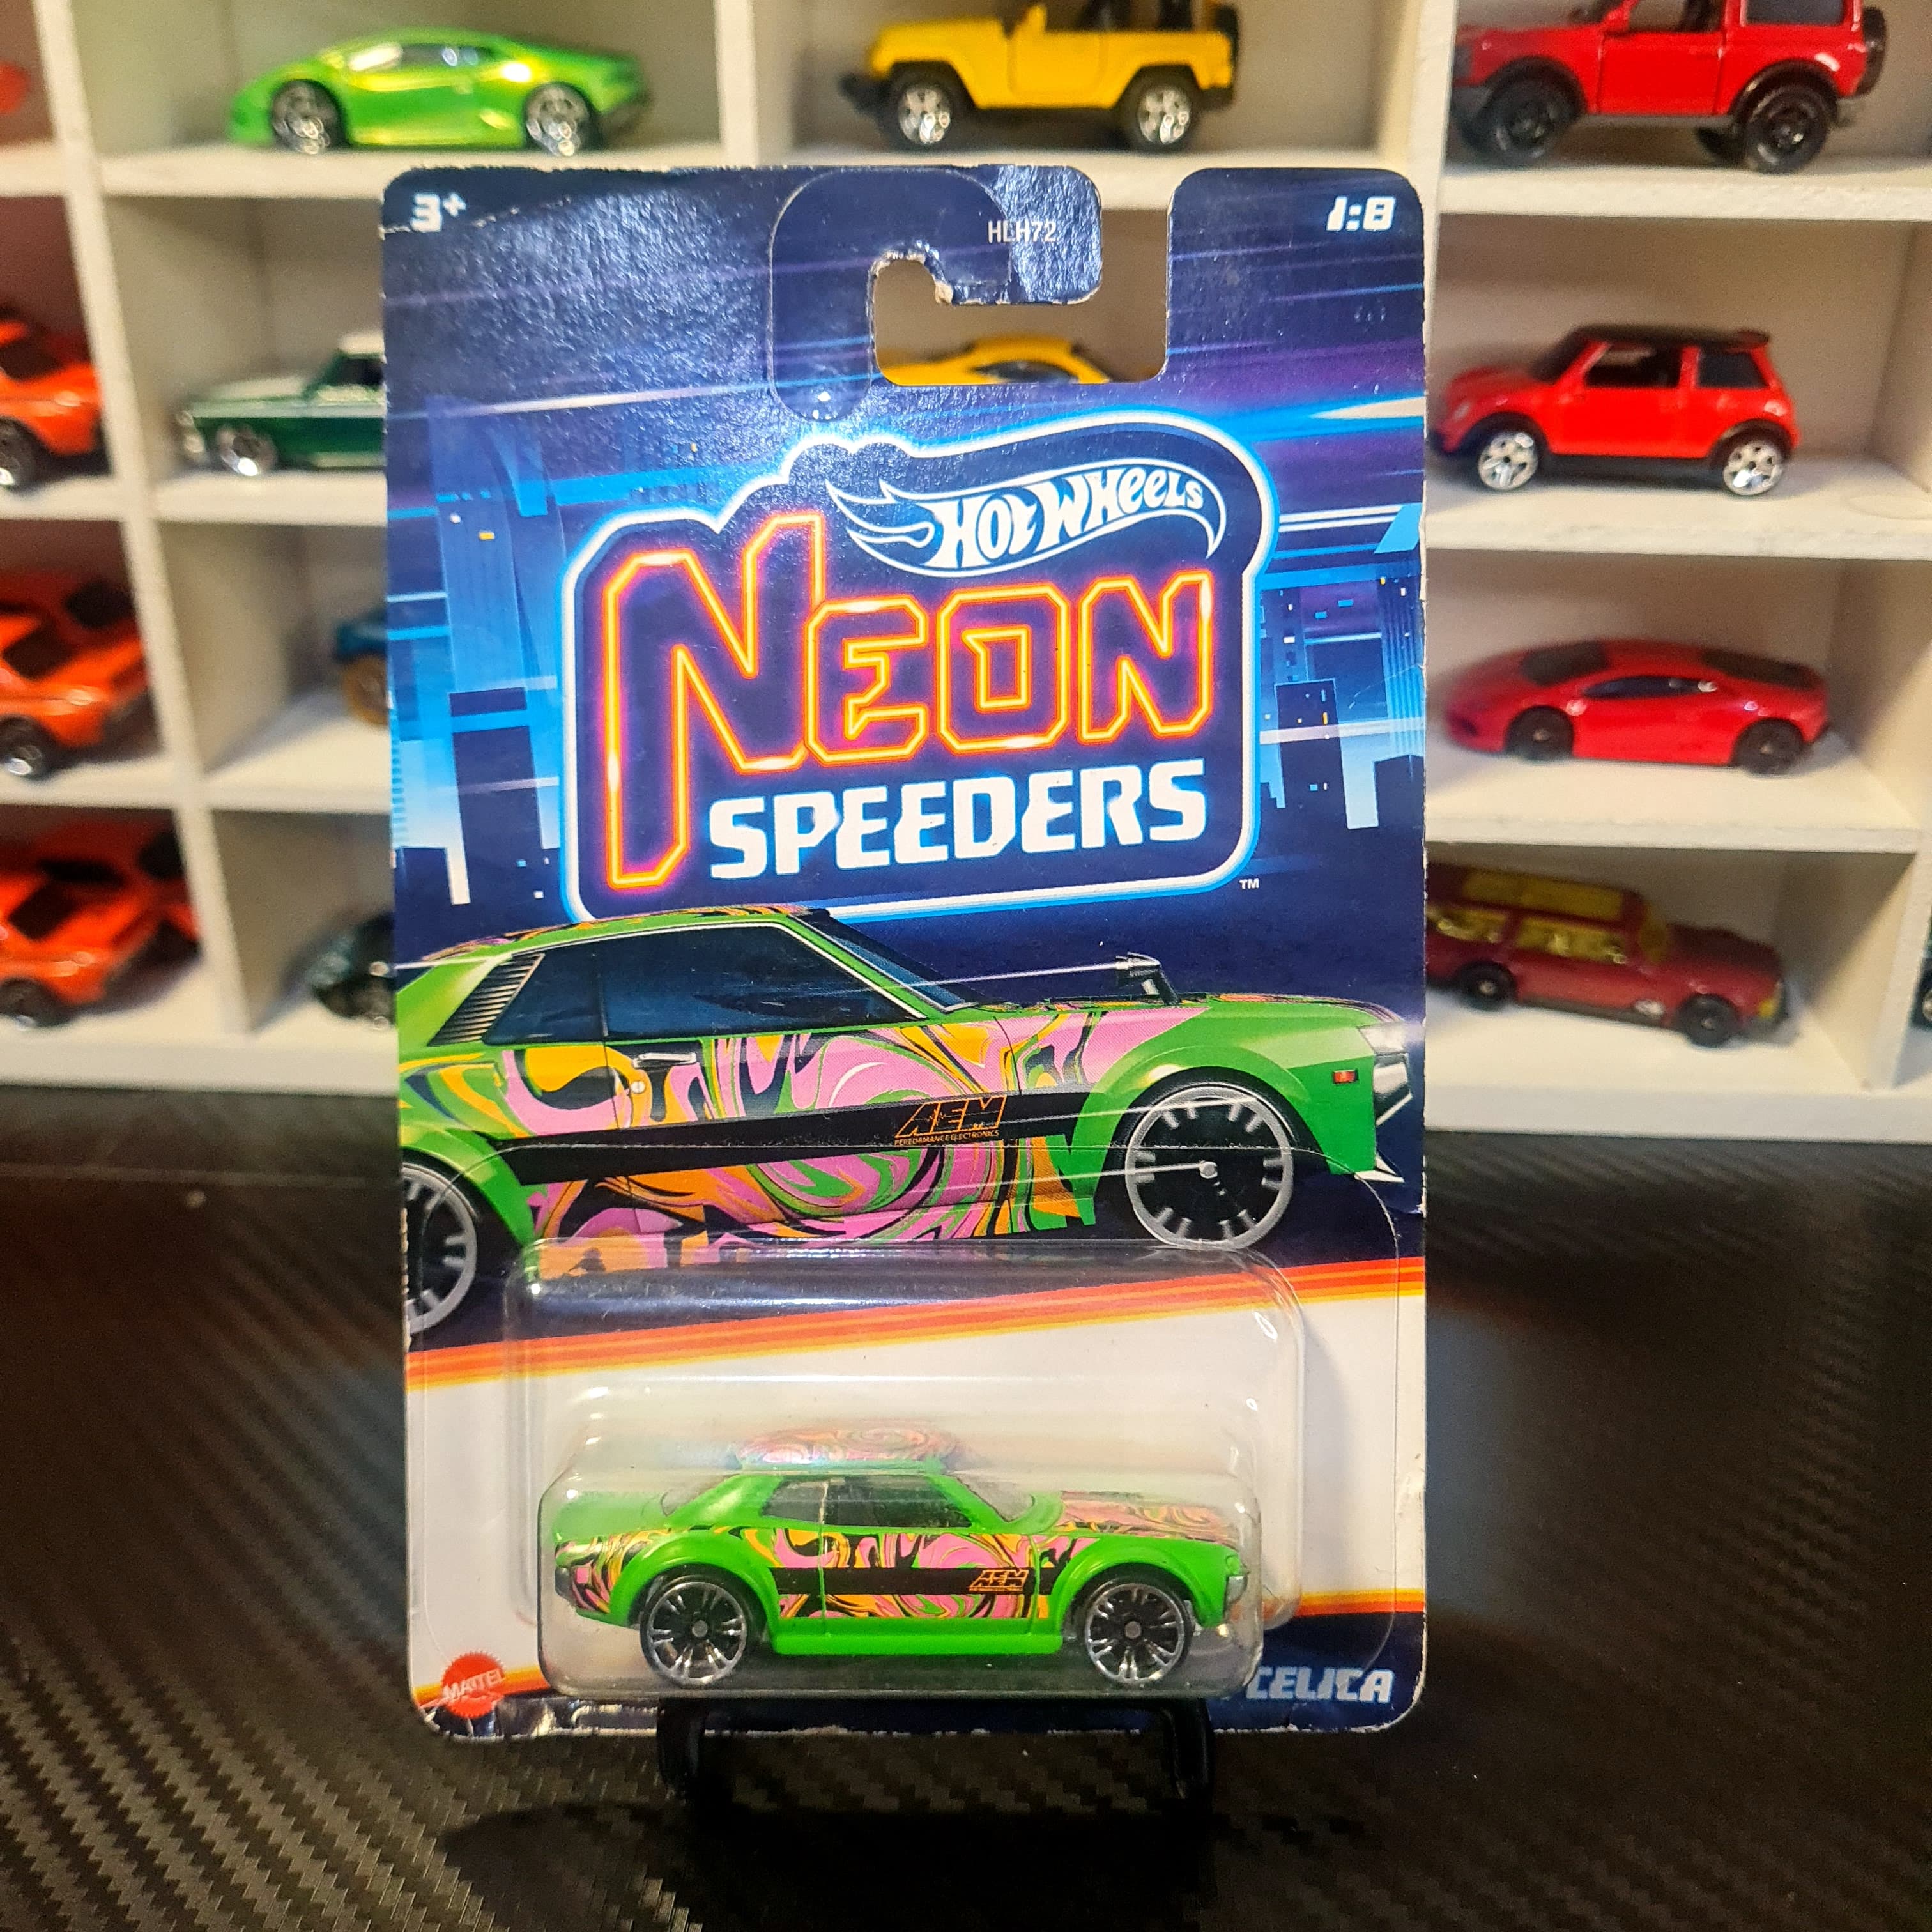 3+
HLH72
1:8
HOT WHEELS
NEON
SPEEDERS
TM
AEM
PERFORMANCE ELECTRONICS
AEM
MATTEL
CELICA